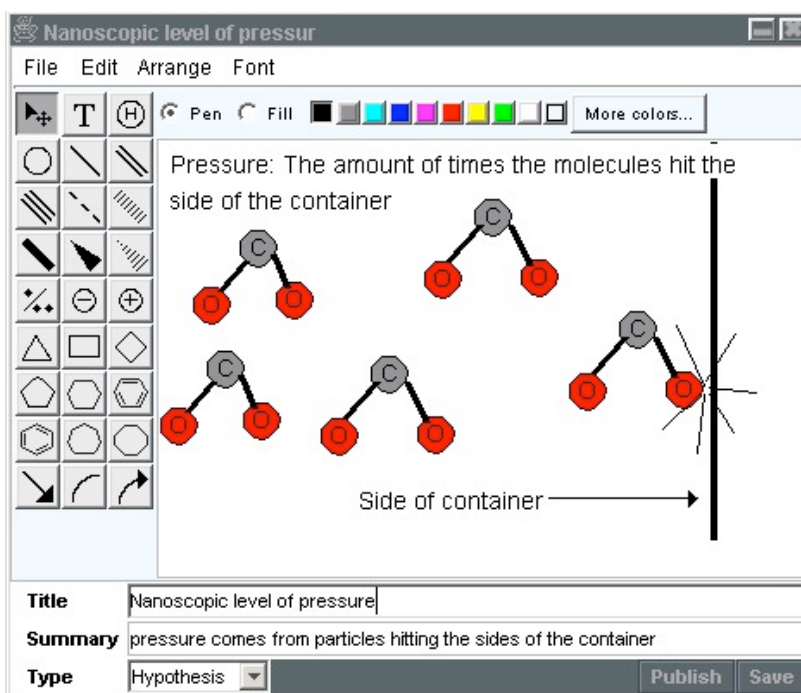 Nanoscopic level of pressur
File Edit Arrange Font
T H Pen Fill More colors...
Pressure: The amount of times the molecules hit the
side of the container
C C
O O O O
C C C
O O O O O O
Side of container
Title Nanoscopic level of pressure
Summary pressure comes from particles hitting the sides of the container
Type Hypothesis Publish Save